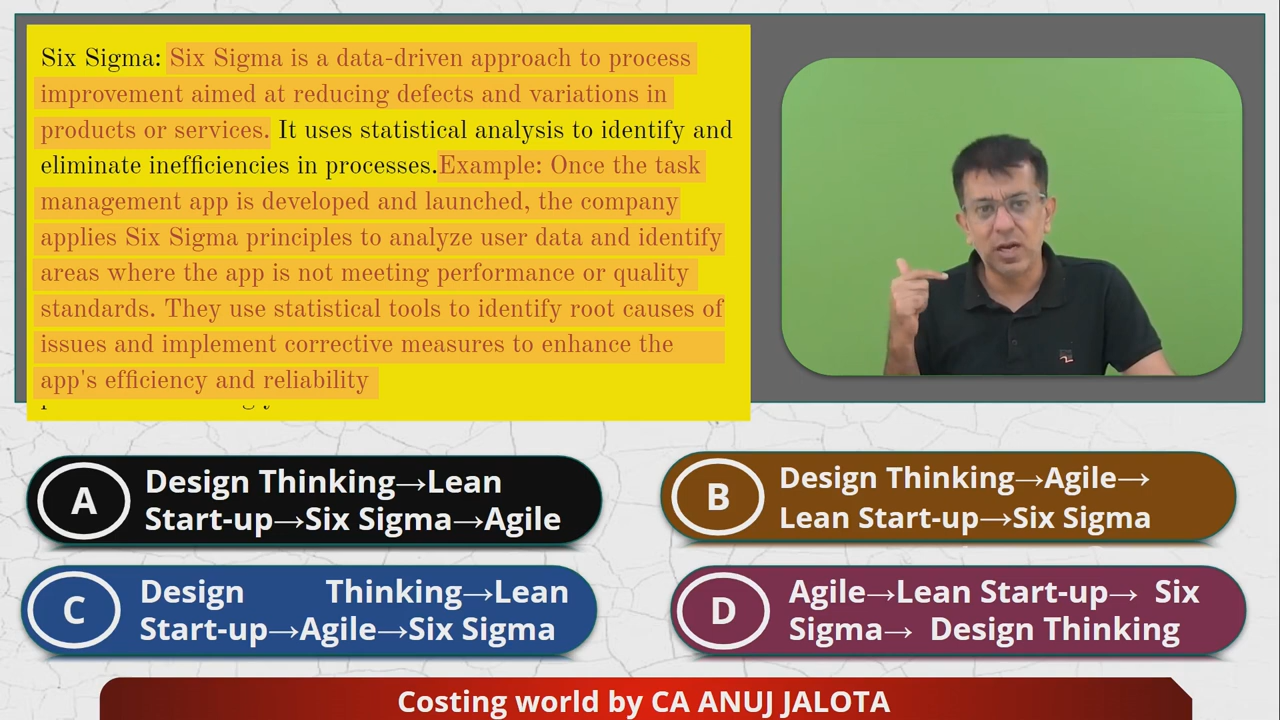 Six Sigma: Six Sigma is a data-driven approach to process
improvement aimed at reducing defects and variations in
products or services. It uses statistical analysis to identify and
eliminate inefficiencies in processes.Example: Once the task
management app is developed and launched, the company
applies Six Sigma principles to analyze user data and identify
areas where the app is not meeting performance or quality
standards. They use statistical tools to identify root causes of
issues and implement corrective measures to enhance the
app's efficiency and reliability
A
Design Thinking→Lean
Start-up→Six Sigma→Agile
B
Design Thinking→Agile→
Lean Start-up→Six Sigma
C
Design Thinking→Lean
Start-up→Agile→Six Sigma
D
Agile→Lean Start-up→ Six
Sigma→ Design Thinking
Costing world by CA ANUJ JALOTA